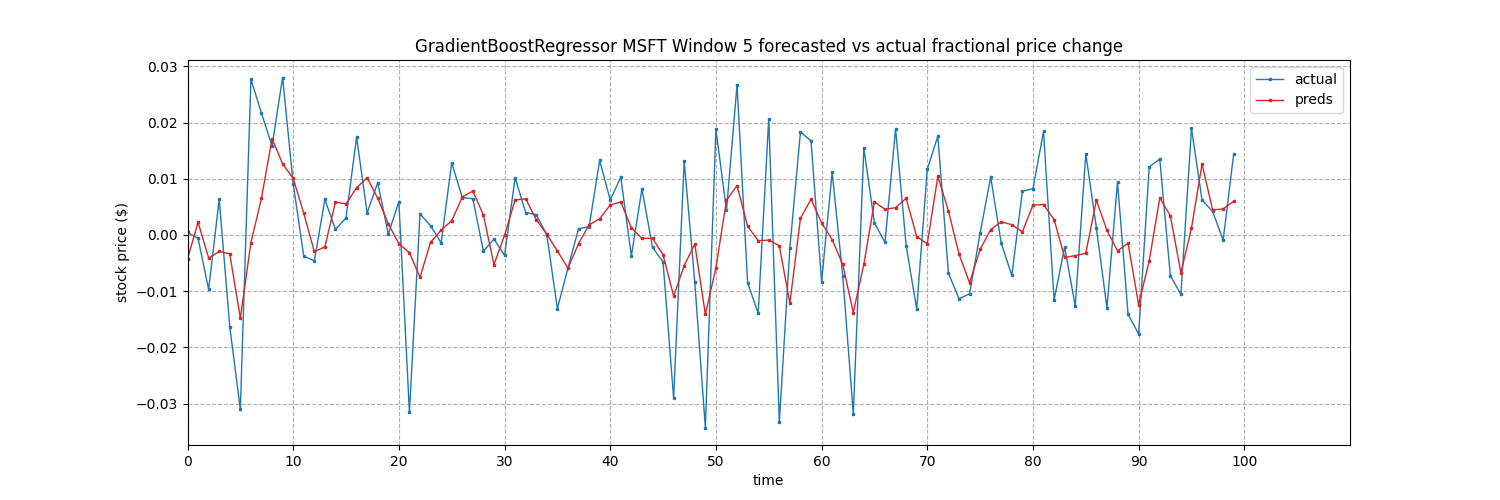 GradientBoostRegressor MSFT Window 5 forecasted vs actual fractional price change
0.03
0.02
0.01
0.00
−0.01
−0.02
−0.03
stock price ($)
actual
preds
0 10 20 30 40 50 60 70 80 90 100
time